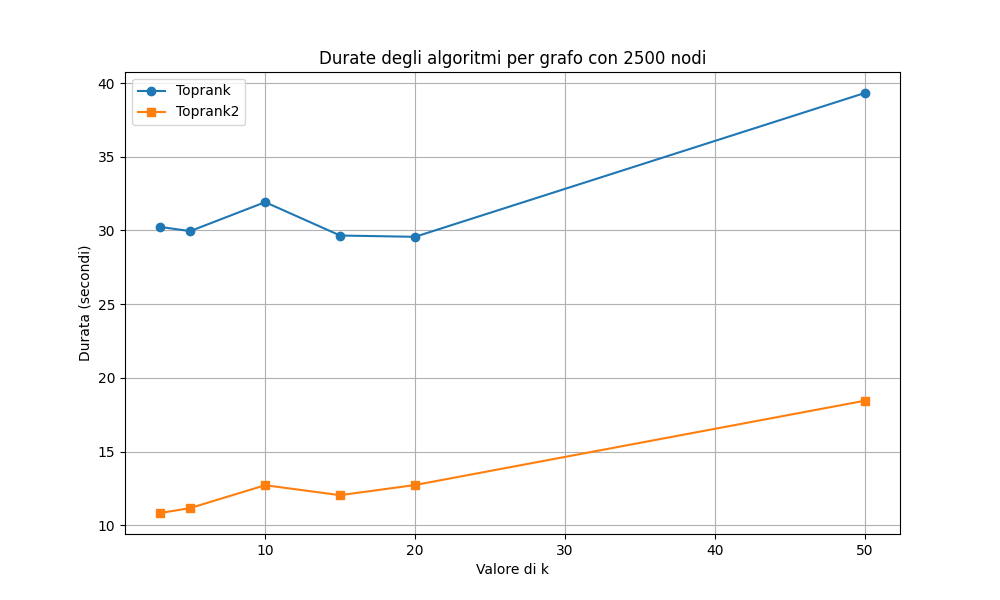 Durate degli algoritmi per grafo con 2500 nodi
Toprank
Toprank2
40
35
30
25
20
15
10
Durata (secondi)
10 20 30 40 50
Valore di k